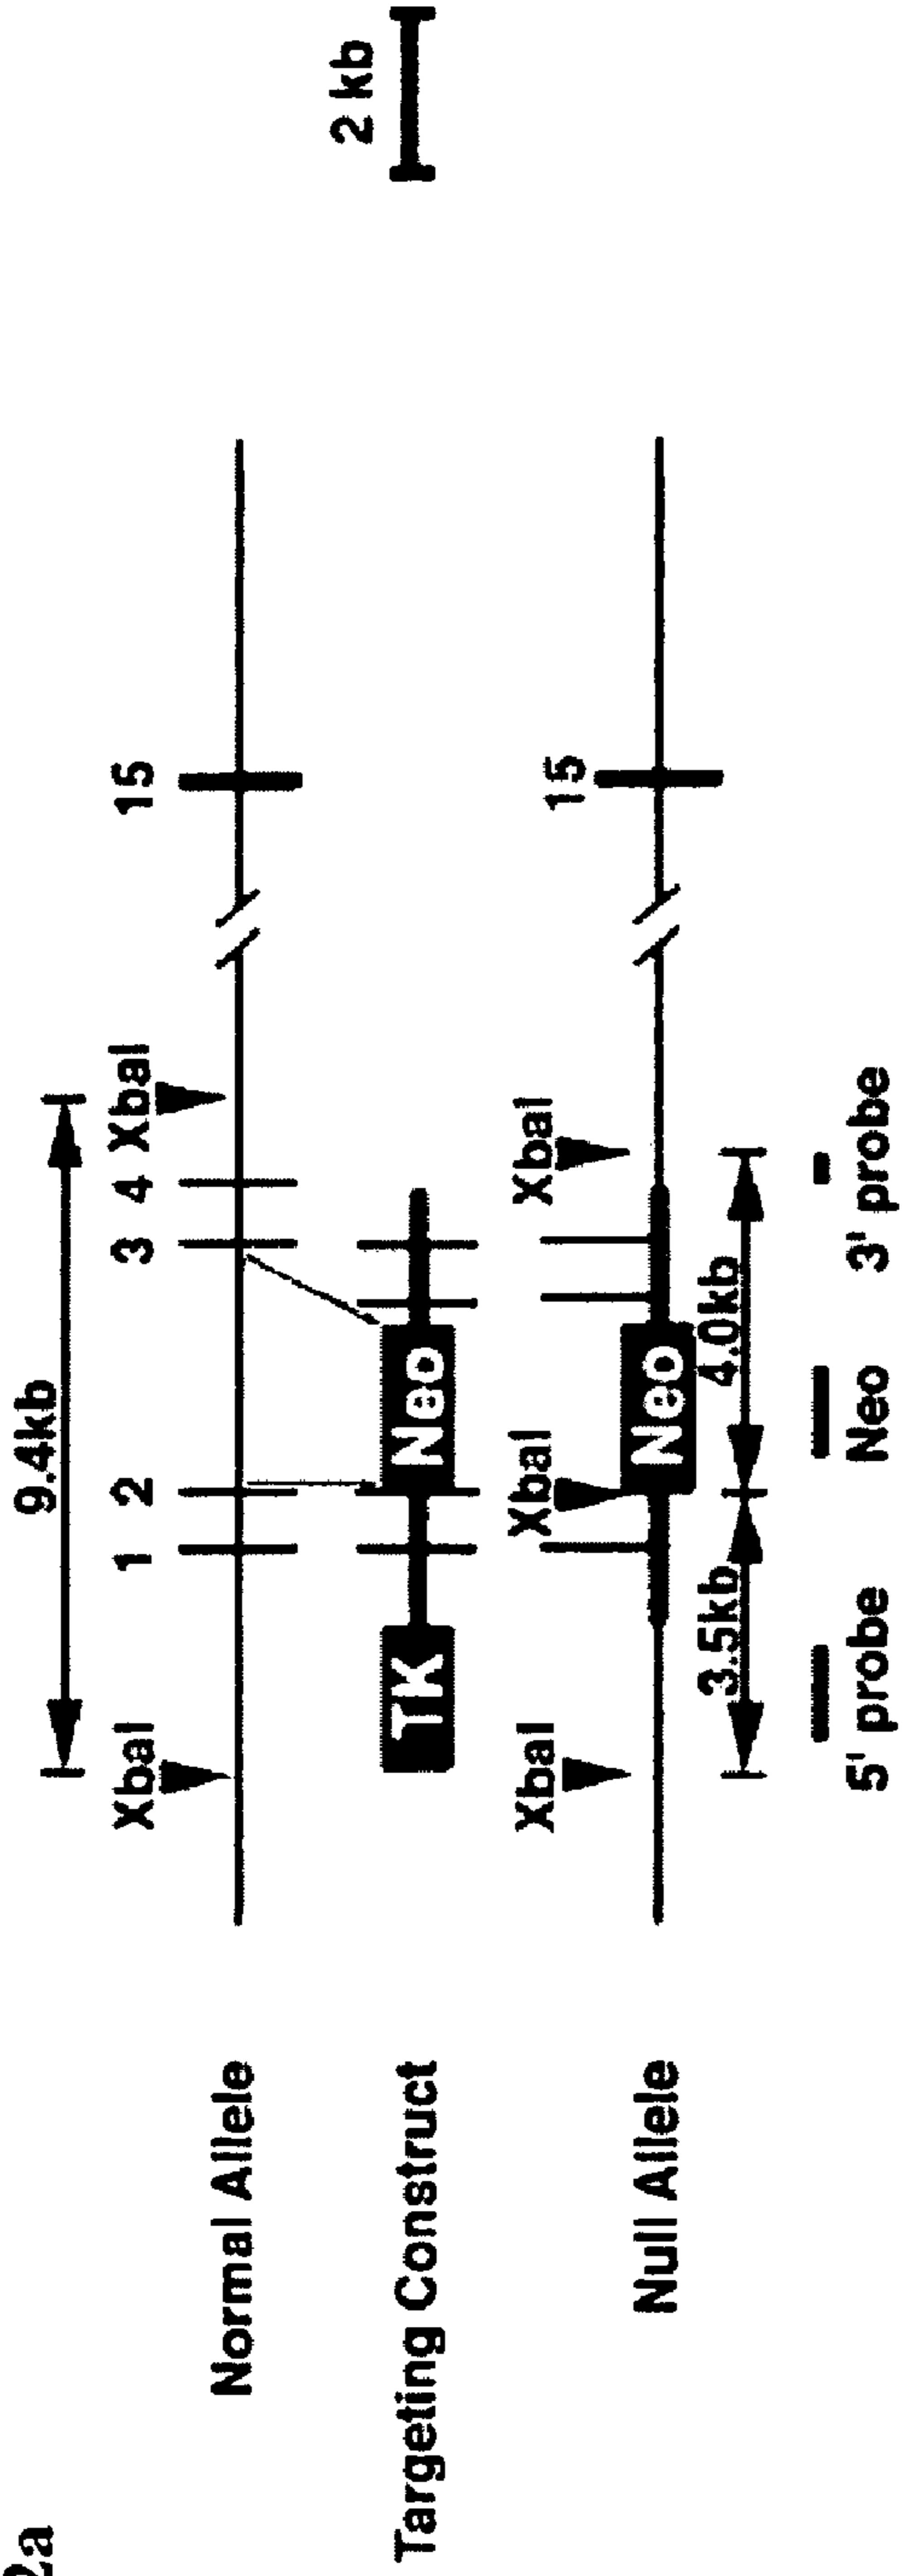 2a
9.4kb
XbaI 1 2 3 4 XbaI 15
Normal Allele
2 kb
TK Neo
Targeting Construct
XbaI XbaI XbaI 15
Neo
Null Allele
3.5kb 4.0kb
5' probe Neo 3' probe